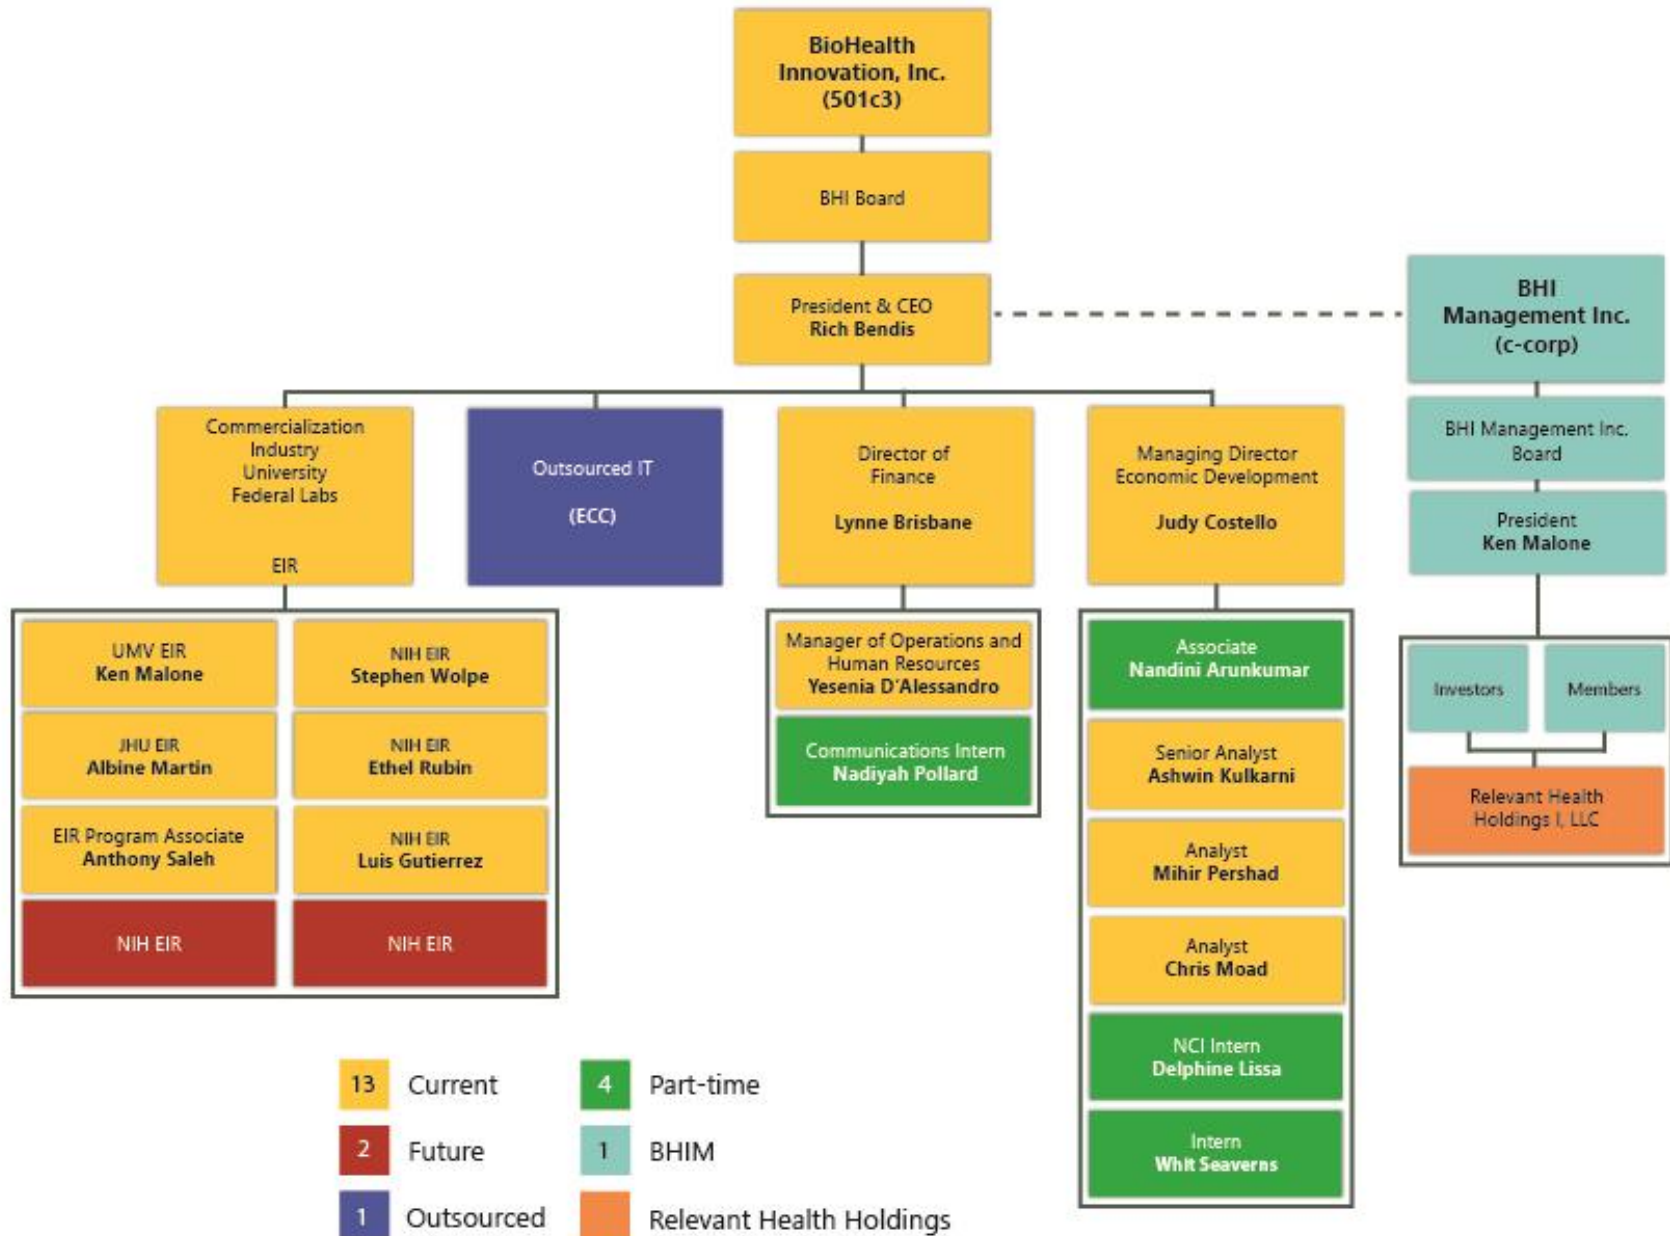 BioHealth
Innovation, Inc.
(501c3)
BHI Board
President & CEO
Rich Bendis
BHI
Management Inc.
(c-corp)
BHI Management Inc.
Board
President
Ken Malone
Investors
Members
Relevant Health
Holdings I, LLC
Commercialization
Industry
University
Federal Labs
EIR
Outsourced IT
(ECC)
Director of
Finance
Lynne Brisbane
Managing Director
Economic Development
Judy Costello
UMV EIR
Ken Malone
NIH EIR
Stephen Wolpe
JHU EIR
Albine Martin
NIH EIR
Ethel Rubin
EIR Program Associate
Anthony Saleh
NIH EIR
Luis Gutierrez
NIH EIR
NIH EIR
Manager of Operations and
Human Resources
Yesenia D'Alessandro
Communications Intern
Nadiyah Pollard
Associate
Nandini Arunkumar
Senior Analyst
Ashwin Kulkarni
Analyst
Mihir Pershad
Analyst
Chris Moad
NCI Intern
Delphine Lissa
Intern
Whit Seaverns
13 Current
4 Part-time
2 Future
1 BHIM
1 Outsourced
Relevant Health Holdings